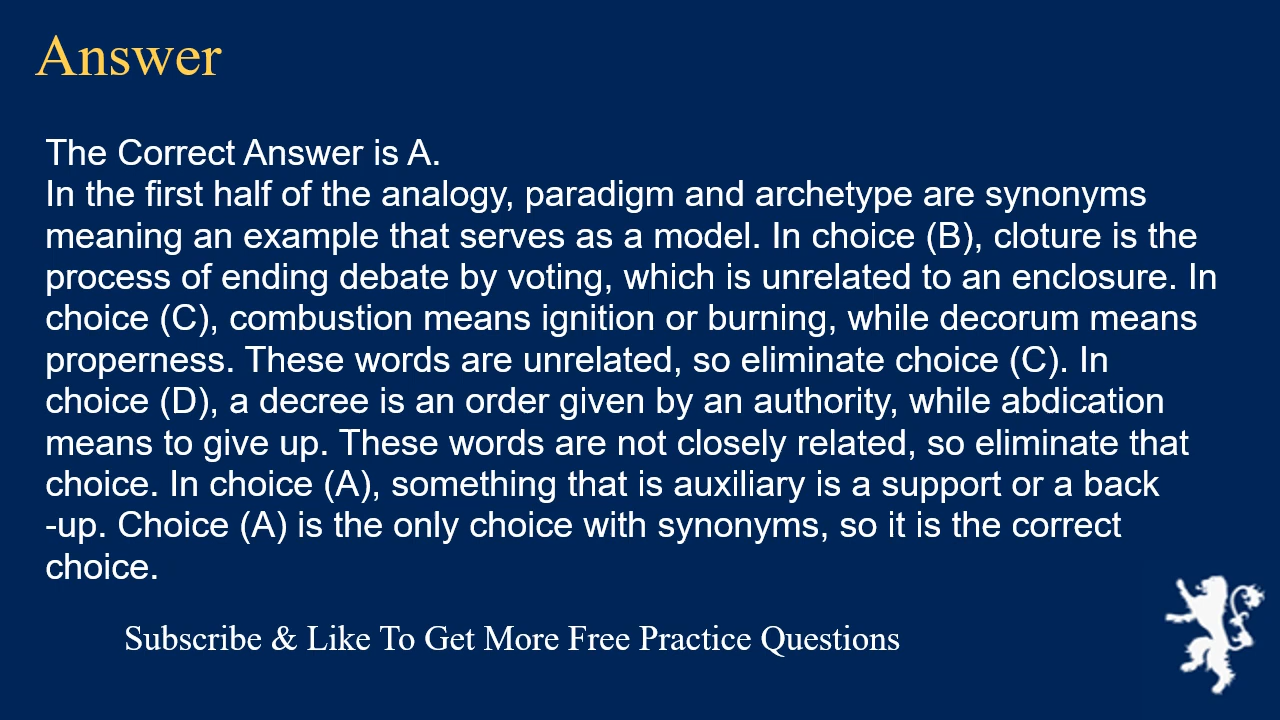 Answer
The Correct Answer is A.
In the first half of the analogy, paradigm and archetype are synonyms
meaning an example that serves as a model. In choice (B), cloture is the
process of ending debate by voting, which is unrelated to an enclosure. In
choice (C), combustion means ignition or burning, while decorum means
properness. These words are unrelated, so eliminate choice (C). In
choice (D), a decree is an order given by an authority, while abdication
means to give up. These words are not closely related, so eliminate that
choice. In choice (A), something that is auxiliary is a support or a back
-up. Choice (A) is the only choice with synonyms, so it is the correct
choice.
Subscribe & Like To Get More Free Practice Questions